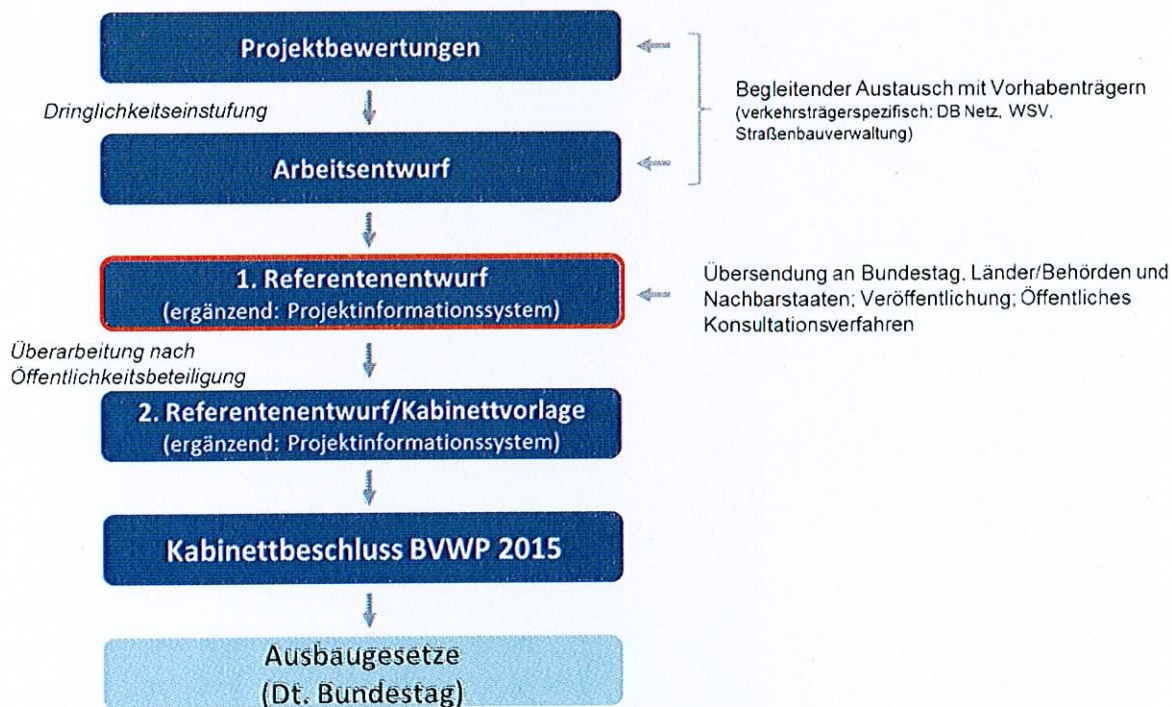 Projektbewertungen
Begleitender Austausch mit Vorhabenträgern
(verkehrsträgerspezifisch: DB Netz, WSV,
Straßenbauverwaltung)
Dringlichkeitseinstufung
Arbeitsentwurf
1. Referentenentwurf
(ergänzend: Projektinformationssystem)
Übersendung an Bundestag, Länder/Behörden und
Nachbarstaaten; Veröffentlichung; Öffentliches
Konsultationsverfahren
Überarbeitung nach
Öffentlichkeitsbeteiligung
2. Referentenentwurf/Kabinettvorlage
(ergänzend: Projektinformationssystem)
Kabinettbeschluss BVWP 2015
Ausbaugesetze
(Dt. Bundestag)